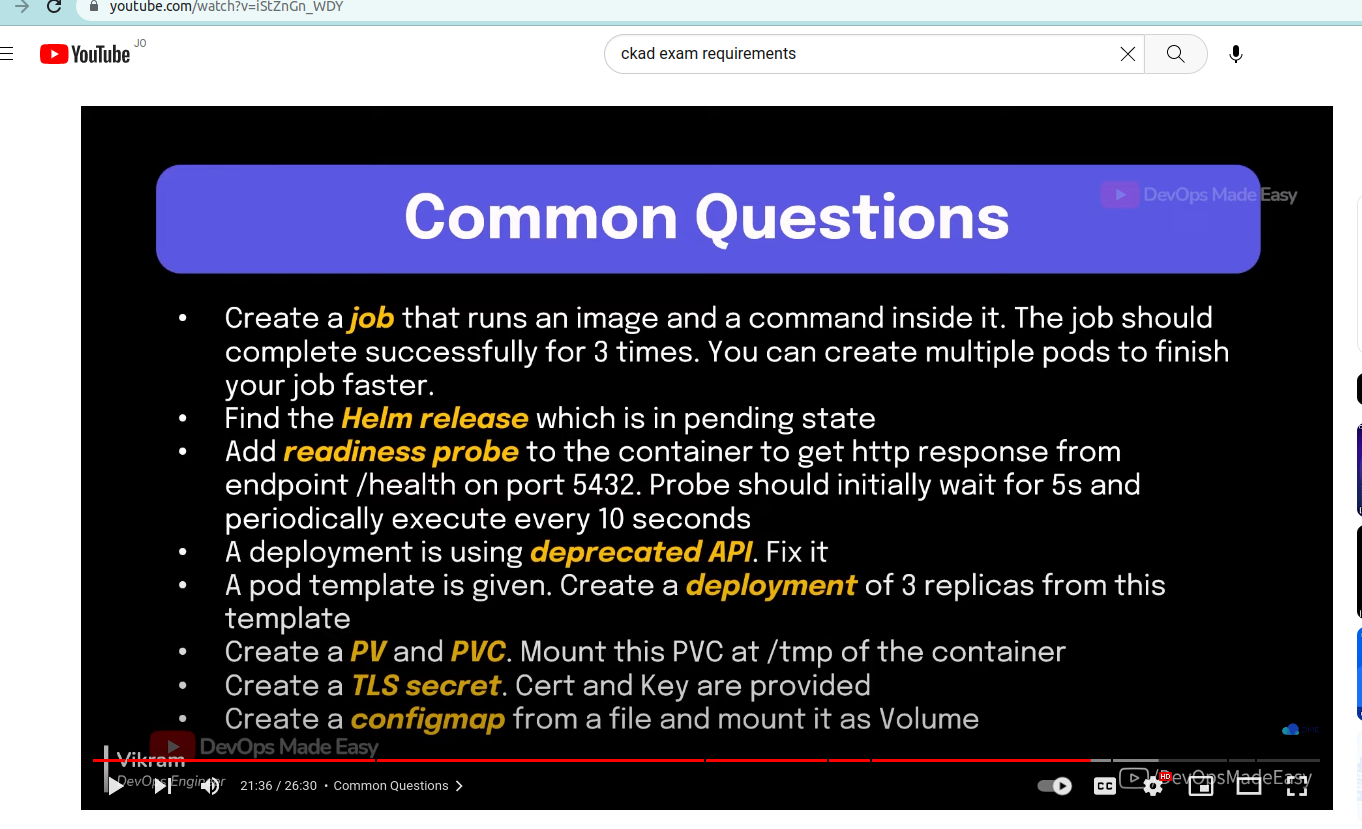 youtube.com/watch?v=iStZnGn_WDY
YouTube JO
ckad exam requirements
DevOps Made Easy
Common Questions
• Create a job that runs an image and a command inside it. The job should
complete successfully for 3 times. You can create multiple pods to finish
your job faster.
• Find the Helm release which is in pending state
• Add readiness probe to the container to get http response from
endpoint /health on port 5432. Probe should initially wait for 5s and
periodically execute every 10 seconds
• A deployment is using deprecated API. Fix it
• A pod template is given. Create a deployment of 3 replicas from this
template
• Create a PV and PVC. Mount this PVC at /tmp of the container
• Create a TLS secret. Cert and Key are provided
• Create a configmap from a file and mount it as Volume
DevOps Made Easy
Vikram
DevOps Engineer
21:36 / 26:30 • Common Questions
CC
HD
/DevOpsMadeEasy